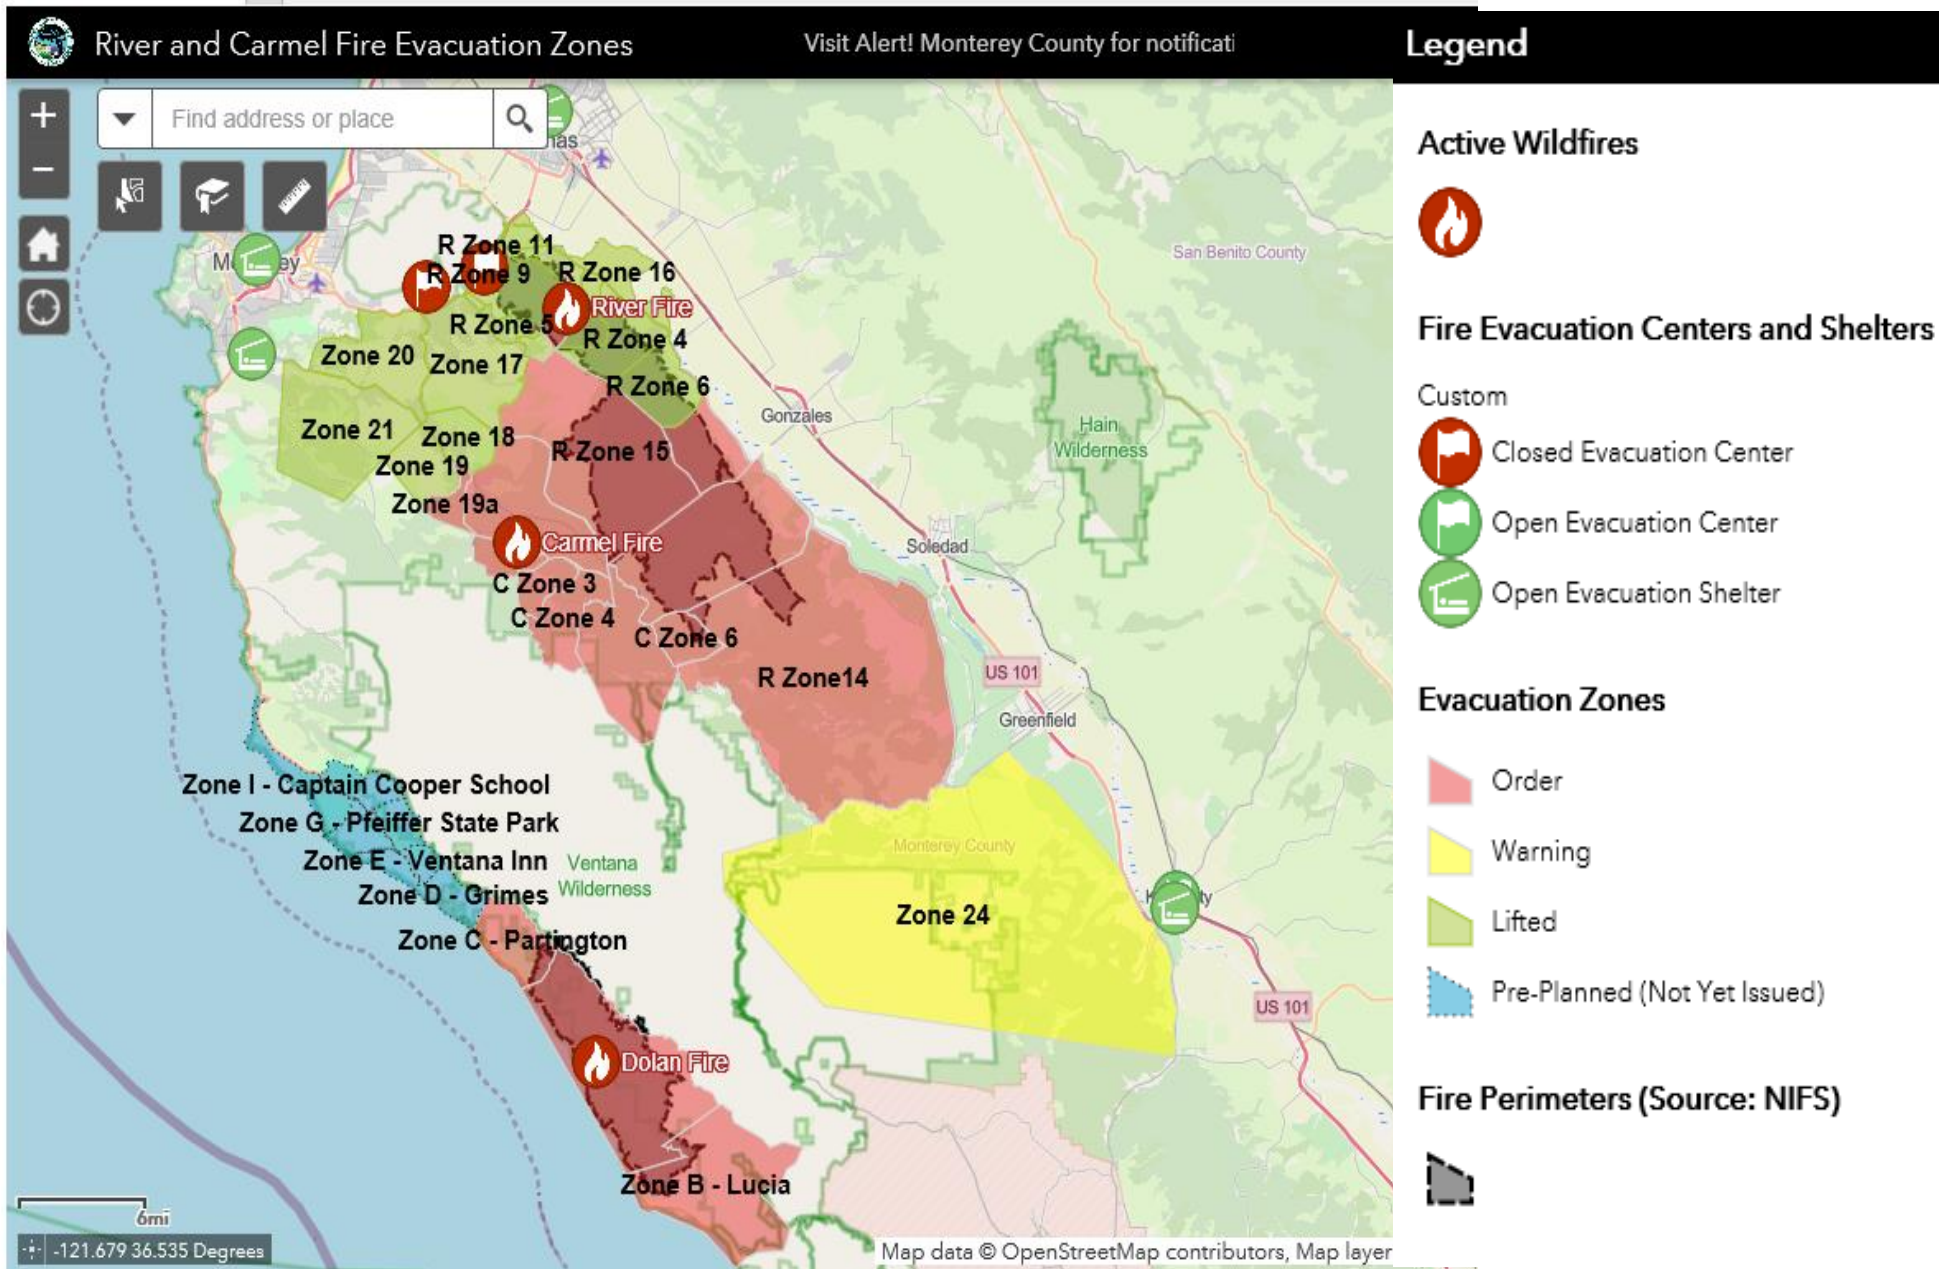 River and Carmel Fire Evacuation Zones
Visit Alert! Monterey County for notificati
Legend
+
Find address or place
−
Active Wildfires
San Benito County
R Zone 11
R Zone 9
R Zone 16
River Fire
R Zone 5
R Zone 4
Zone 20
Zone 17
R Zone 6
Gonzales
Zone 21
Zone 18
R Zone 15
Zone 19
Zone 19a
Hain
Wilderness
Carmel Fire
Soledad
C Zone 3
C Zone 4
C Zone 6
R Zone14
US 101
Greenfield
Zone I - Captain Cooper School
Zone G - Pfeiffer State Park
Zone E - Ventana Inn
Zone D - Grimes
Ventana
Wilderness
Monterey County
Zone 24
Zone C - Partington
US 101
Dolan Fire
Zone B - Lucia
6mi
-121.679 36.535 Degrees
Map data © OpenStreetMap contributors, Map layer
Fire Evacuation Centers and Shelters
Custom
Closed Evacuation Center
Open Evacuation Center
Open Evacuation Shelter
Evacuation Zones
Order
Warning
Lifted
Pre-Planned (Not Yet Issued)
Fire Perimeters (Source: NIFS)